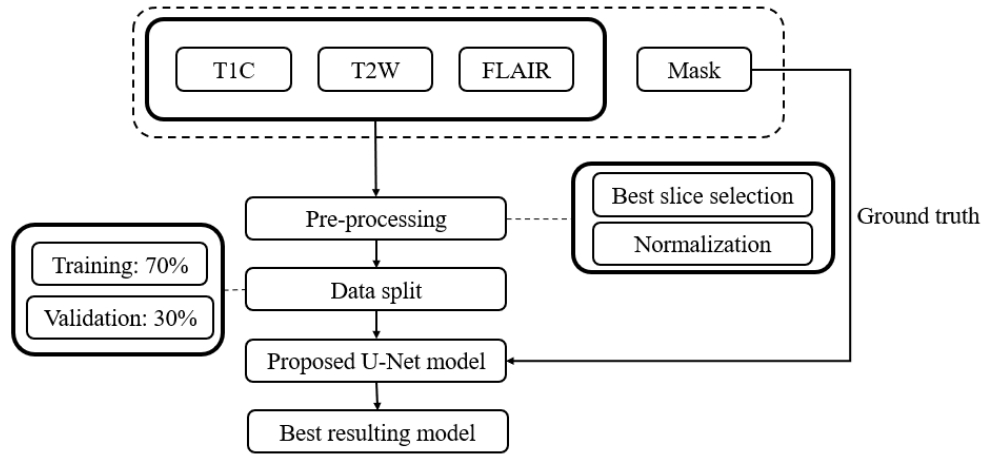 T1C
T2W
FLAIR
Mask
Pre-processing
Best slice selection
Normalization
Ground truth
Training: 70%
Validation: 30%
Data split
Proposed U-Net model
Best resulting model